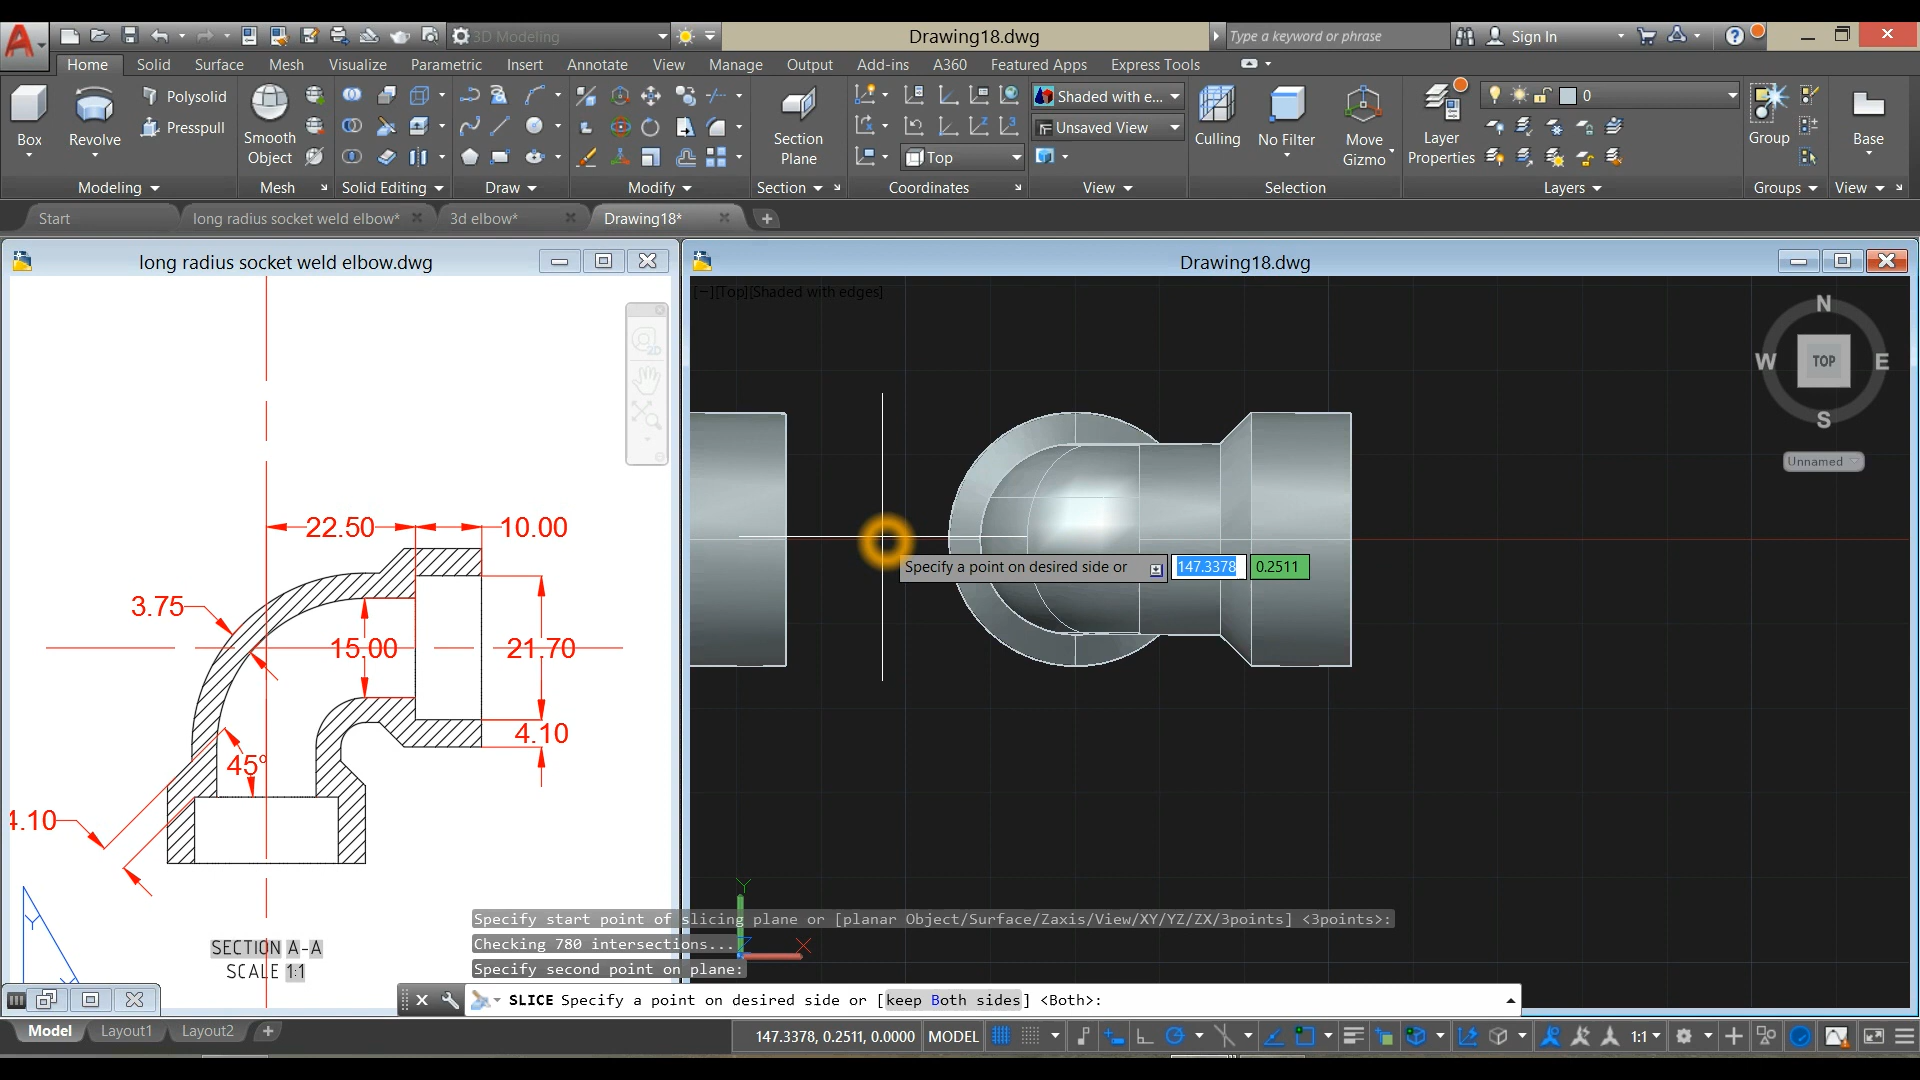 3D Modeling
Drawing18.dwg
Type a keyword or phrase
Sign In
Home Solid Surface Mesh Visualize Parametric Insert Annotate View Manage Output Add-ins A360 Featured Apps Express Tools
Box
Revolve
Polysolid
Presspull
Smooth
Object
Section
Plane
Top
Shaded with e...
Unsaved View
Culling
No Filter
Move
Gizmo
Layer
Properties
0
Group
Base
Modeling Mesh Solid Editing Draw Modify Section Coordinates View Selection Layers Groups View
Start long radius socket weld elbow* 3d elbow* Drawing18*
long radius socket weld elbow.dwg
Drawing18.dwg
[−][Top][Shaded with edges]
2D
N
W TOP E
S
Unnamed
22.50 10.00
3.75
15.00
21.70
4.10
45°
4.10
SECTION A-A
SCALE 1:1
Y
Specify a point on desired side or 147.3378 0.2511
Y
X
Specify start point of slicing plane or [planar Object/Surface/Zaxis/View/XY/YZ/ZX/3points] <3points>:
Checking 780 intersections...
Specify second point on plane:
SLICE Specify a point on desired side or [keep Both sides] <Both>:
Model Layout1 Layout2
147.3378, 0.2511, 0.0000 MODEL 1:1